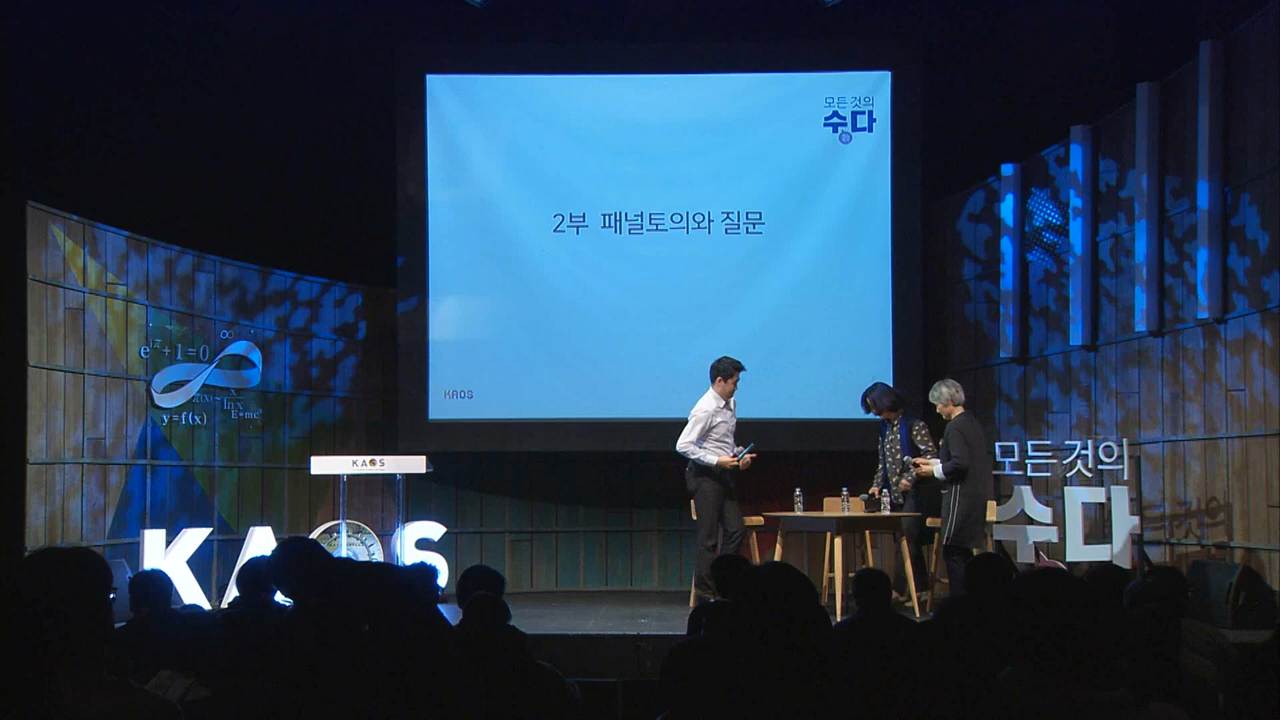 모든 것의
수다
2부 패널토의와 질문
KAOS
e^iπ+1=0
∞
π(x)~ x/ln x
E=mc²
y=f(x)
KAOS
KAOS
모든것의
수다